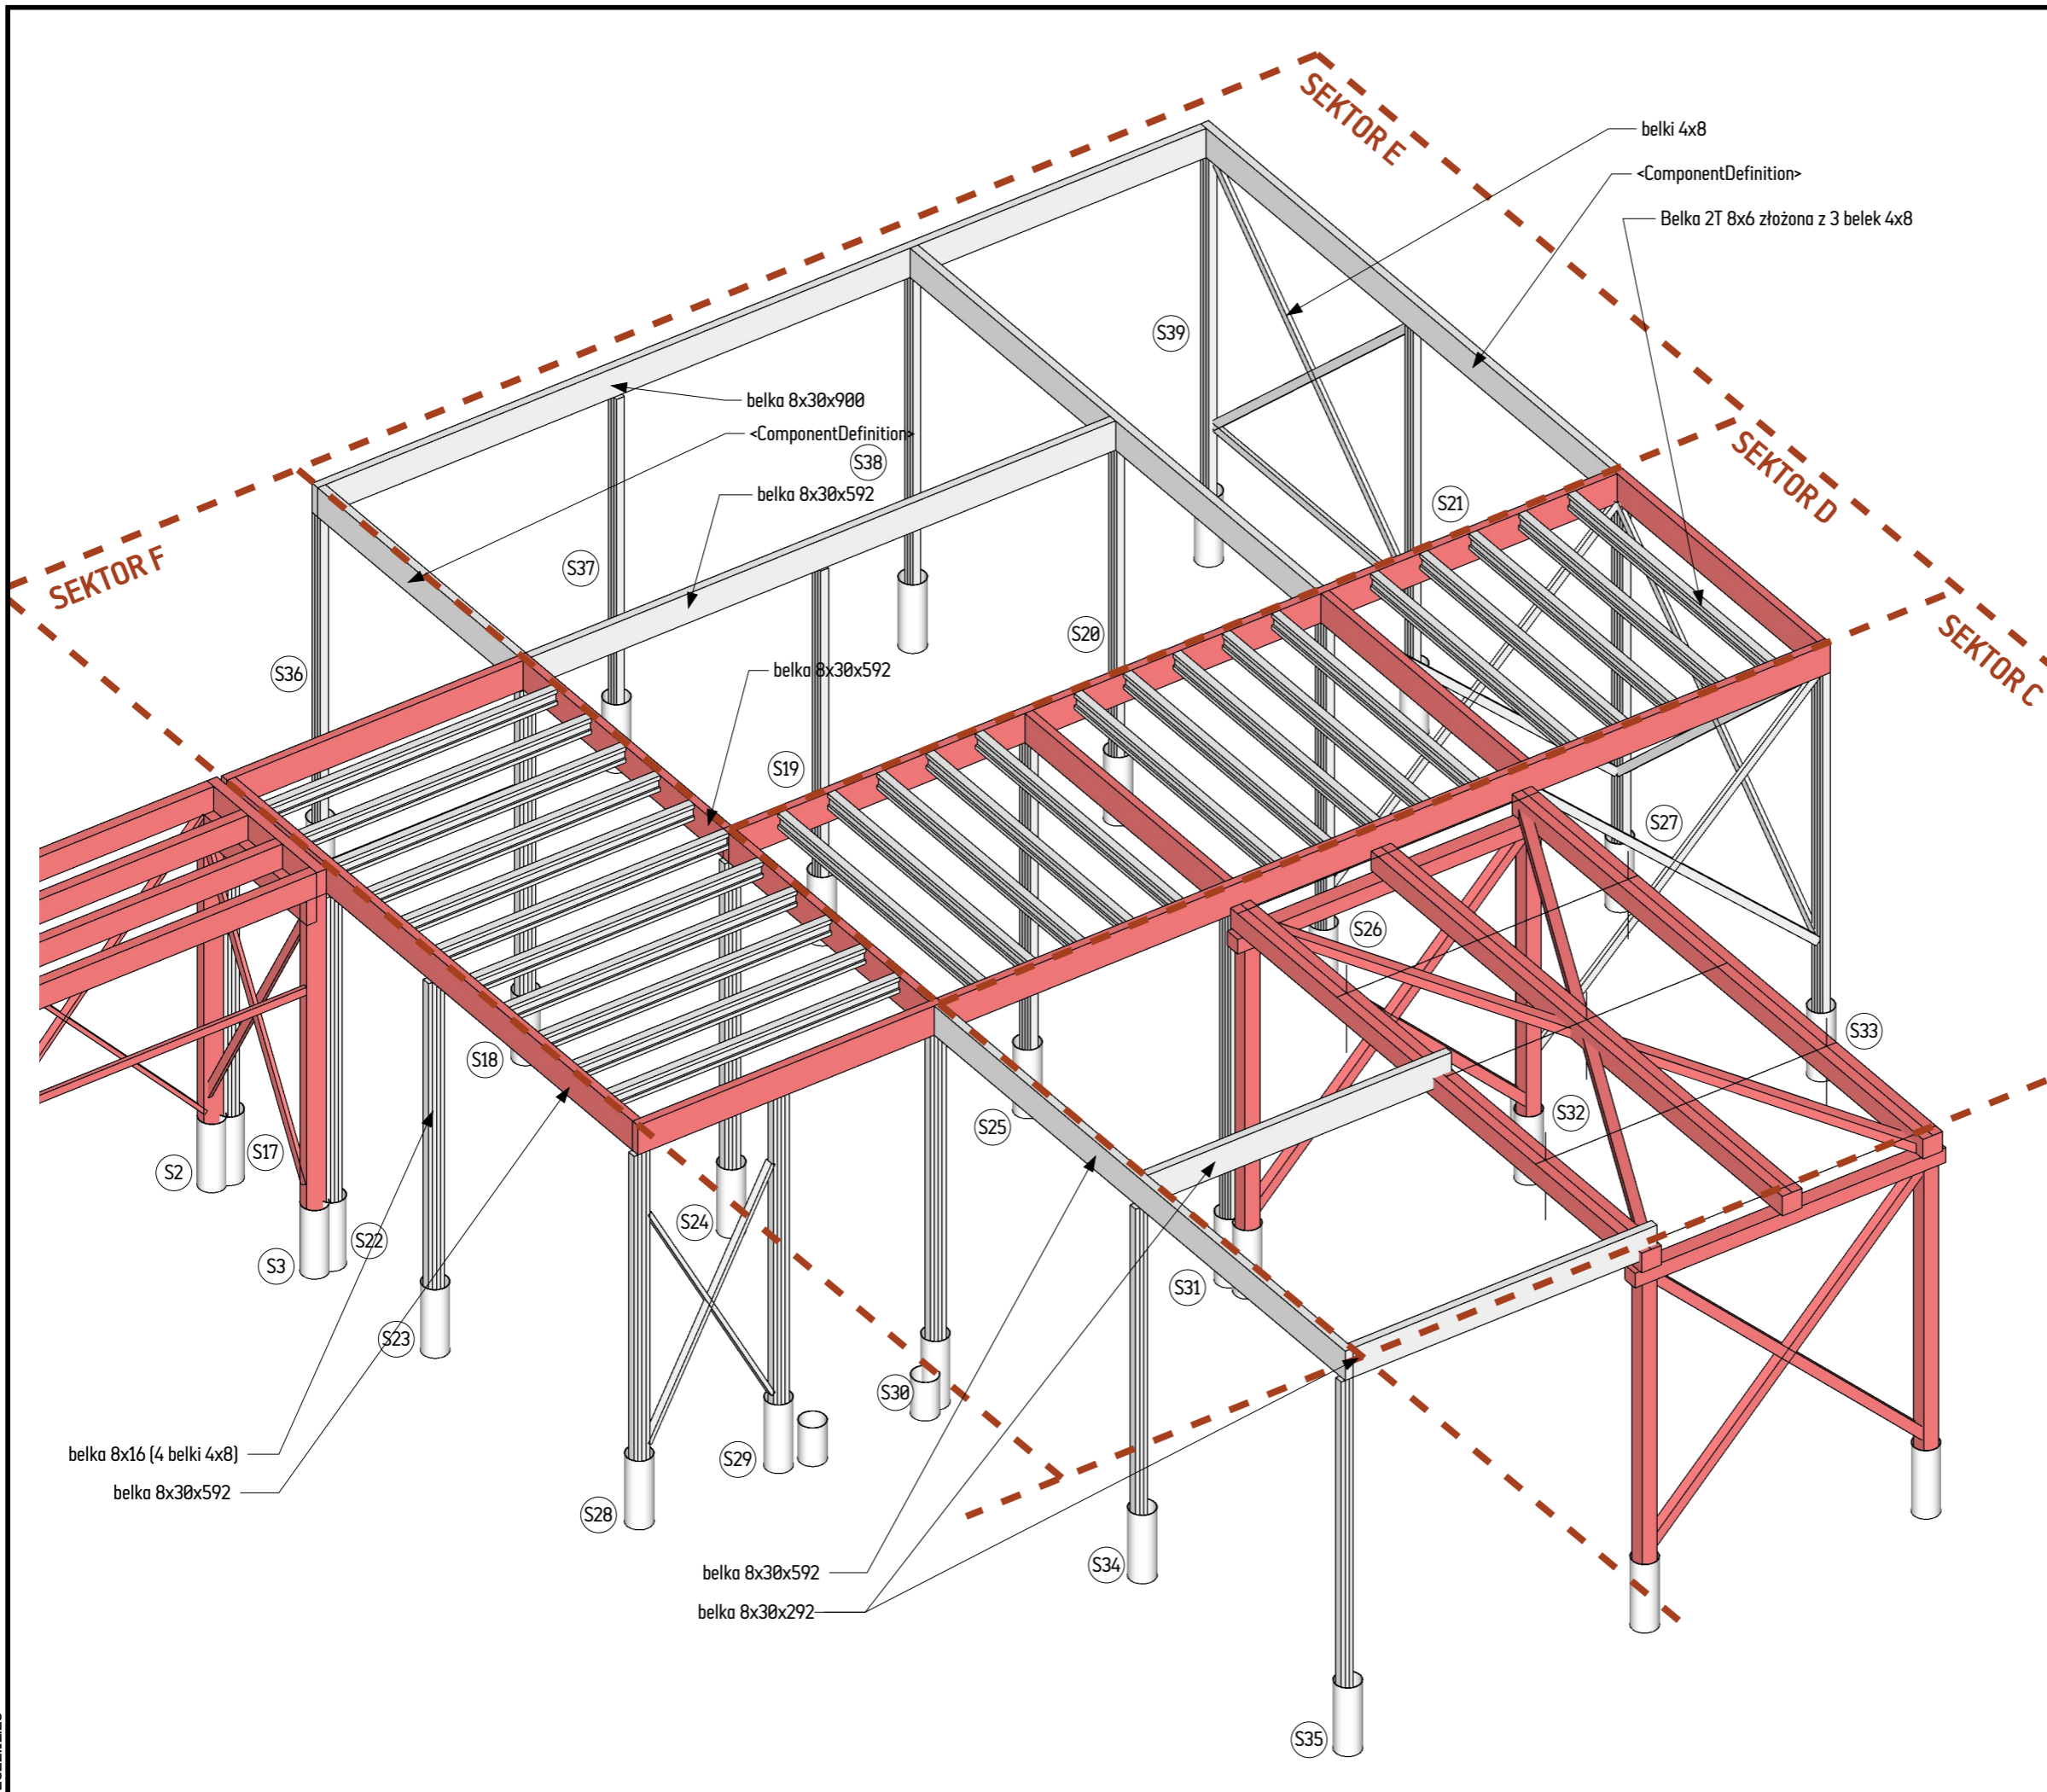 SEKTOR E
belki 4x8
<ComponentDefinition>
Belka 2T 8x6 złożona z 3 belek 4x8
S39
belka 8x30x900
<ComponentDefinition>
SEKTOR D
S38
belka 8x30x592
S21
SEKTOR F
S37
S20
SEKTOR C
S36
belka 8x30x592
S19
S27
S26
S33
S18
S32
S25
S17
S2
S24
S22
S3
S31
S23
S30
belka 8x16 (4 belki 4x8)
S29
belka 8x30x592
S28
S34
belka 8x30x592
belka 8x30x292
S35